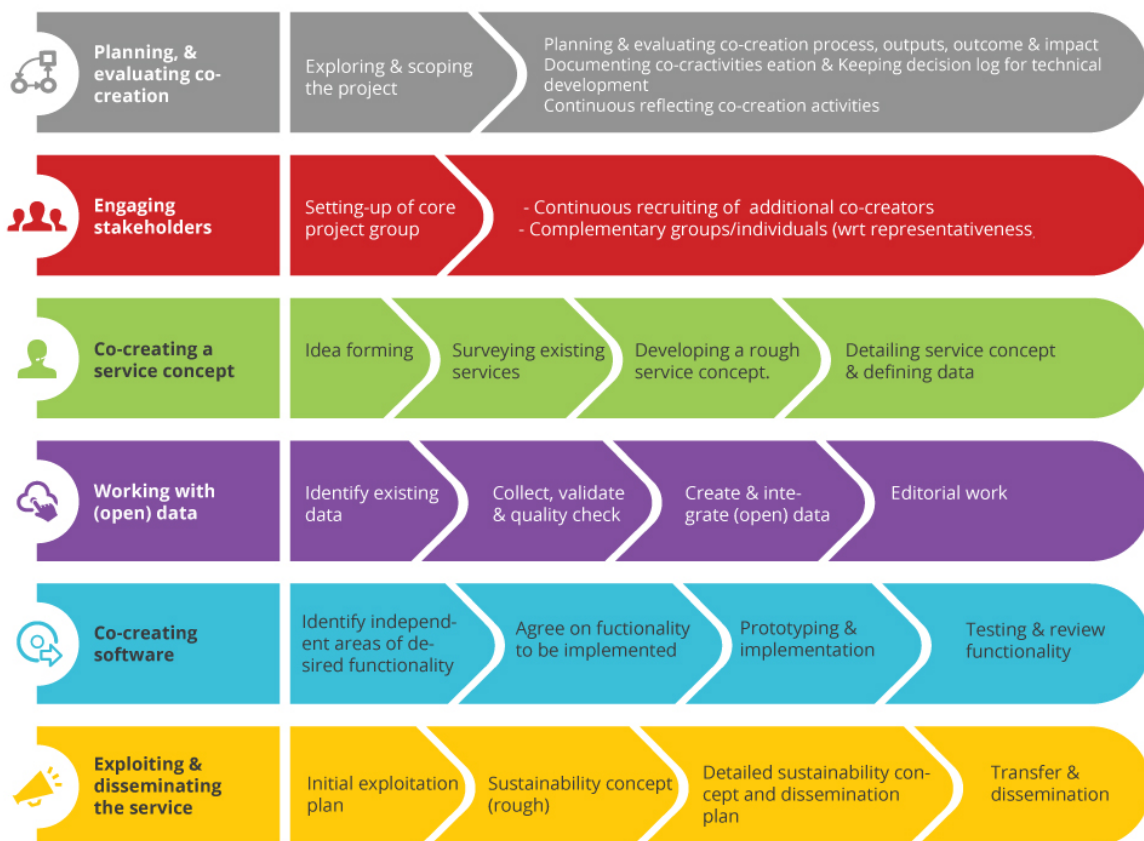 Planning, &
evaluating co-
creation
Exploring & scoping
the project
Planning & evaluating co-creation process, outputs, outcome & impact
Documenting co-cractivities eation & Keeping decision log for technical
development
Continuous reflecting co-creation activities
Engaging
stakeholders
Setting-up of core
project group
- Continuous recruiting of additional co-creators
- Complementary groups/individuals (wrt representativeness
Co-creating a
service concept
Idea forming
Surveying existing
services
Developing a rough
service concept.
Detailing service concept
& defining data
Working with
(open) data
Identify existing
data
Collect, validate
& quality check
Create & inte-
grate (open) data
Editorial work
Co-creating
software
Identify independ-
ent areas of de-
sired functionality
Agree on fuctionality
to be implemented
Prototyping &
implementation
Testing & review
functionality
Exploiting &
disseminating
the service
Initial exploitation
plan
Sustainability concept
(rough)
Detailed sustainability con-
cept and dissemination
plan
Transfer &
dissemination